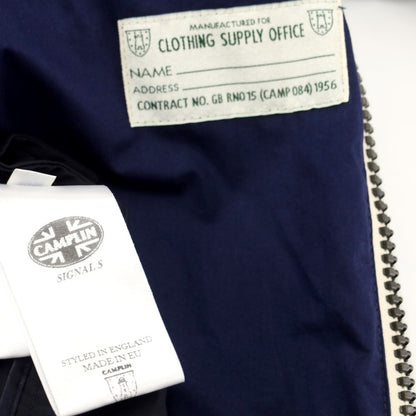 MANUFACTURED FOR
CLOTHING SUPPLY OFFICE
NAME
ADDRESS
CONTRACT NO. GB RN015 (CAMP 084) 1956
CAMPLIN
SIGNALS
STYLED IN ENGLAND
MADE IN EU
CAMPLIN